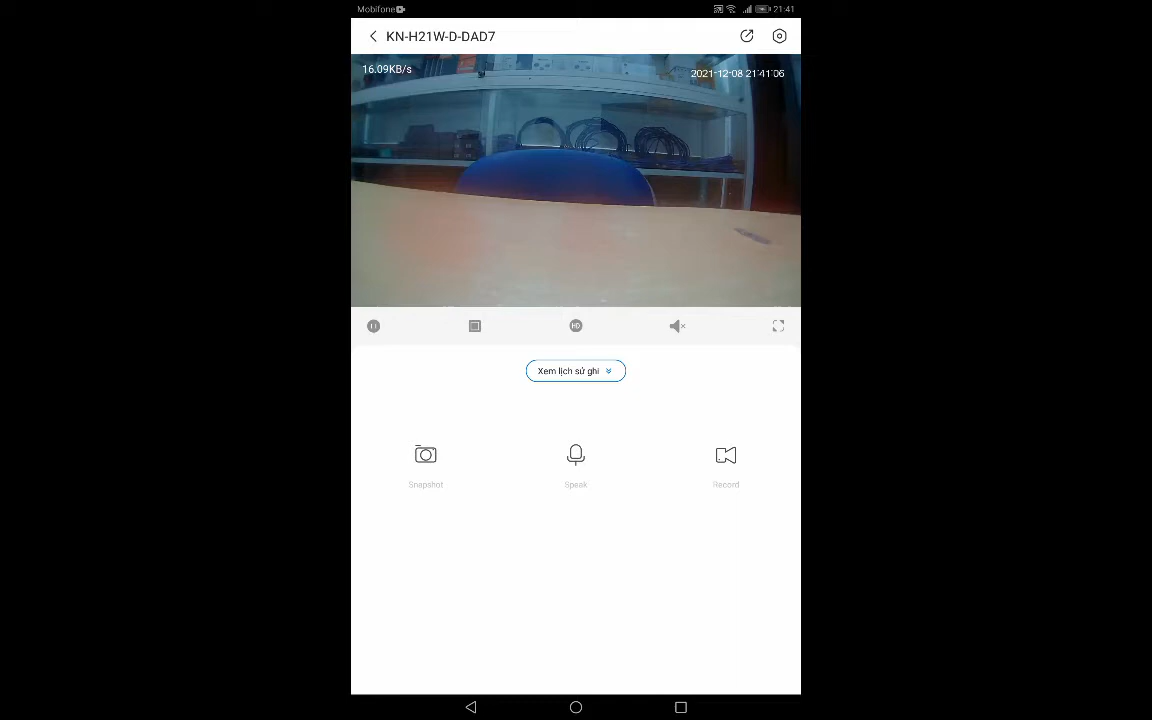 Mobifone
21:41
KN-H21W-D-DAD7
16.09KB/s
2021-12-08 21:41:06
HD
Xem lịch sử ghi
Snapshot
Speak
Record